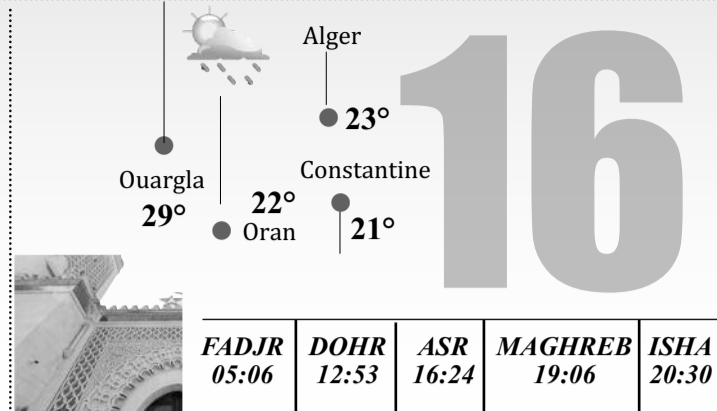 Alger
23°
16
Ouargla
29°
Constantine
21°
22°
Oran
FADJR DOHR ASR MAGHREB ISHA
05:06 12:53 16:24 19:06 20:30